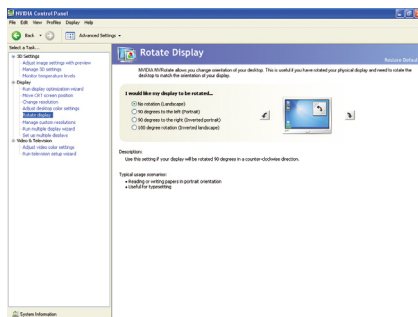 NVIDIA Control Panel
File Edit View Profiles Display Help
Back
Advanced Settings
Select a Task...
3D Settings
Adjust image settings with preview
Manage 3D settings
Monitor temperature levels
Display
Run display optimization wizard
Move CRT screen position
Change resolution
Adjust desktop color settings
Rotate display
Manage custom resolutions
Run multiple display wizard
Set up multiple displays
Video & Television
Adjust video color settings
Run television setup wizard
System Information
Rotate Display
Restore Default
NVIDIA NVRotate allows you change orientation of your desktop. This is useful if you have rotated your physical display and need to rotate the
desktop to match the orientation of your display.
I would like my display to be rotated...
No rotation (Landscape)
90 degrees to the left (Portrait)
90 degrees to the right (Inverted portrait)
180 degree rotation (Inverted landscape)
Description:
Use this setting if your display will be rotated 90 degrees in a counter-clockwise direction.
Typical usage scenarios:
• Reading or writing papers in portrait orientation
• Useful for typesetting